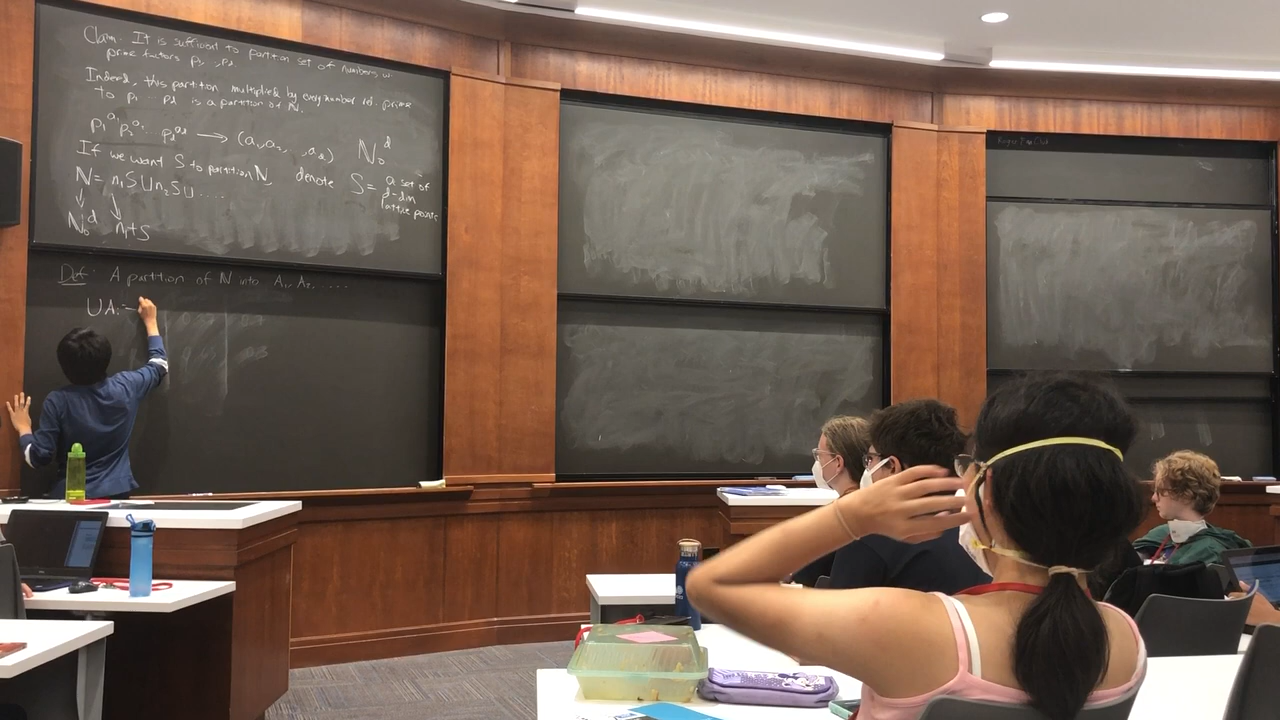 Claim: It is sufficient to partition set of numbers w.
prime factors p₁...,p_d
Indeed, this partition multiplied by every number rel. prime
to p₁ ... p_d is a partition of ℕ.
p₁^a₁ p₂^a₂ ... p_d^a_d → (a₁,a₂, ..,a_d) ℕ₀^d
If we want S to partition ℕ, denote S = a set of
d-dim
lattice points
ℕ = n₁S ∪ n₂S ∪ ....
↓ ↓
ℕ₀^d n₁+S
Def: A partition of ℕ into A₁, A₂, .....
∪Aᵢ =